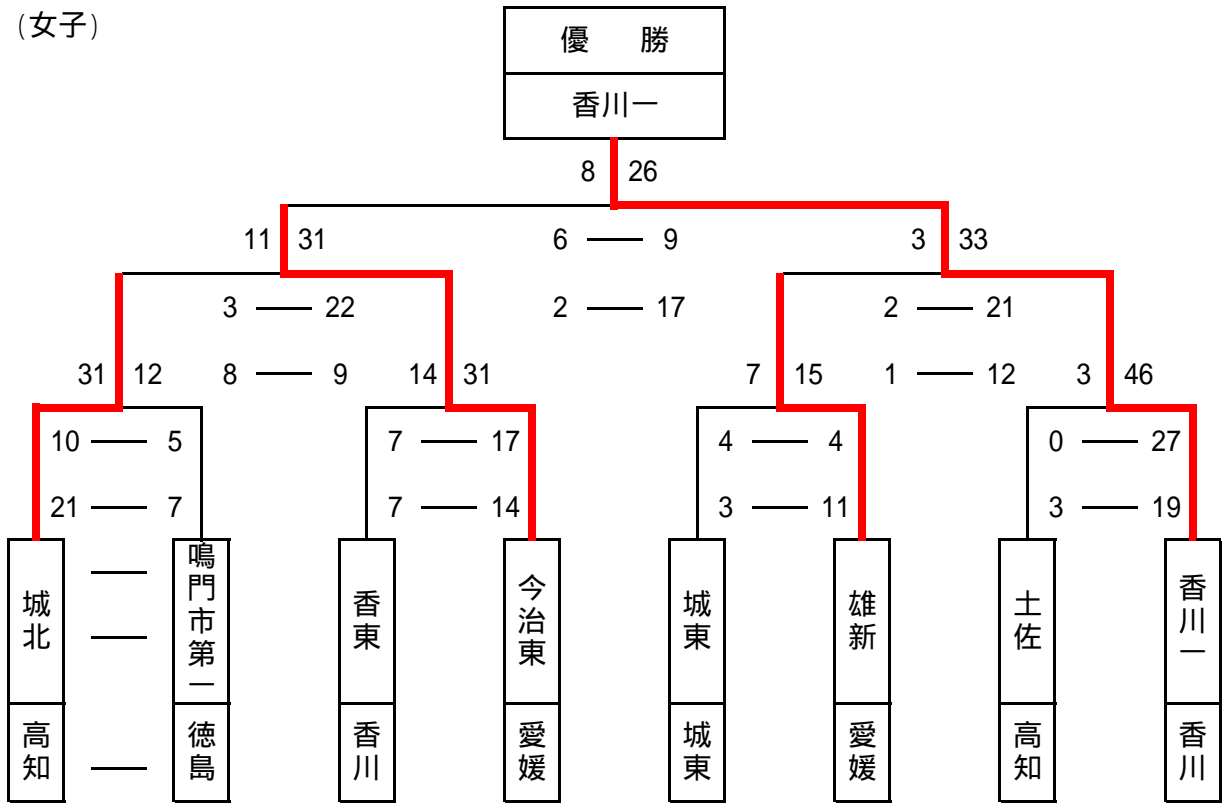 (女子)
優 勝
香川一
8 26
11 31 6 9 3 33
3 22 2 17 2 21
31 12 8 9 14 31 7 15 1 12 3 46
10 5 7 17 4 4 0 27
21 7 7 14 3 11 3 19
城北 鳴門市第一 香東 今治東 城東 雄新 土佐 香川一
高知 徳島 香川 愛媛 城東 愛媛 高知 香川